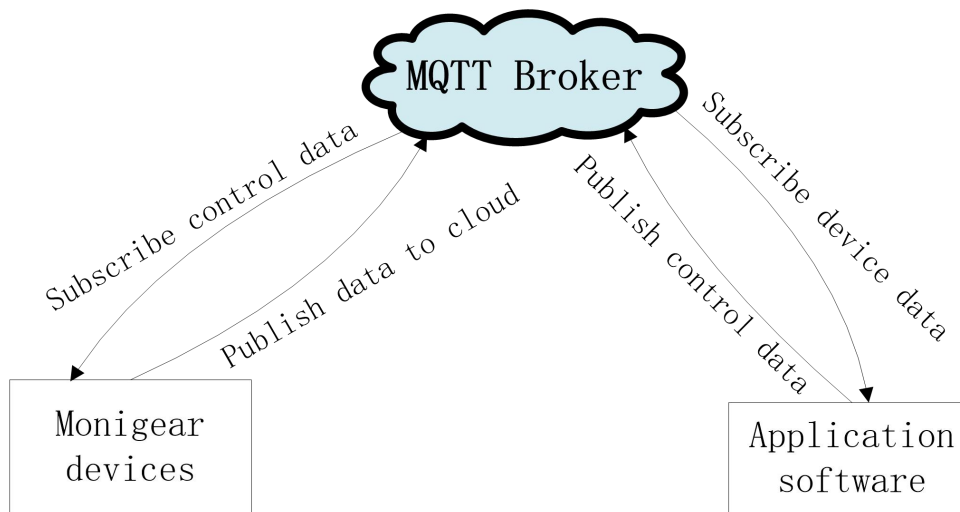 MQTT Broker
Subscribe control data
Publish data to cloud
Publish control data
Subscribe device data
Monigear
devices
Application
software